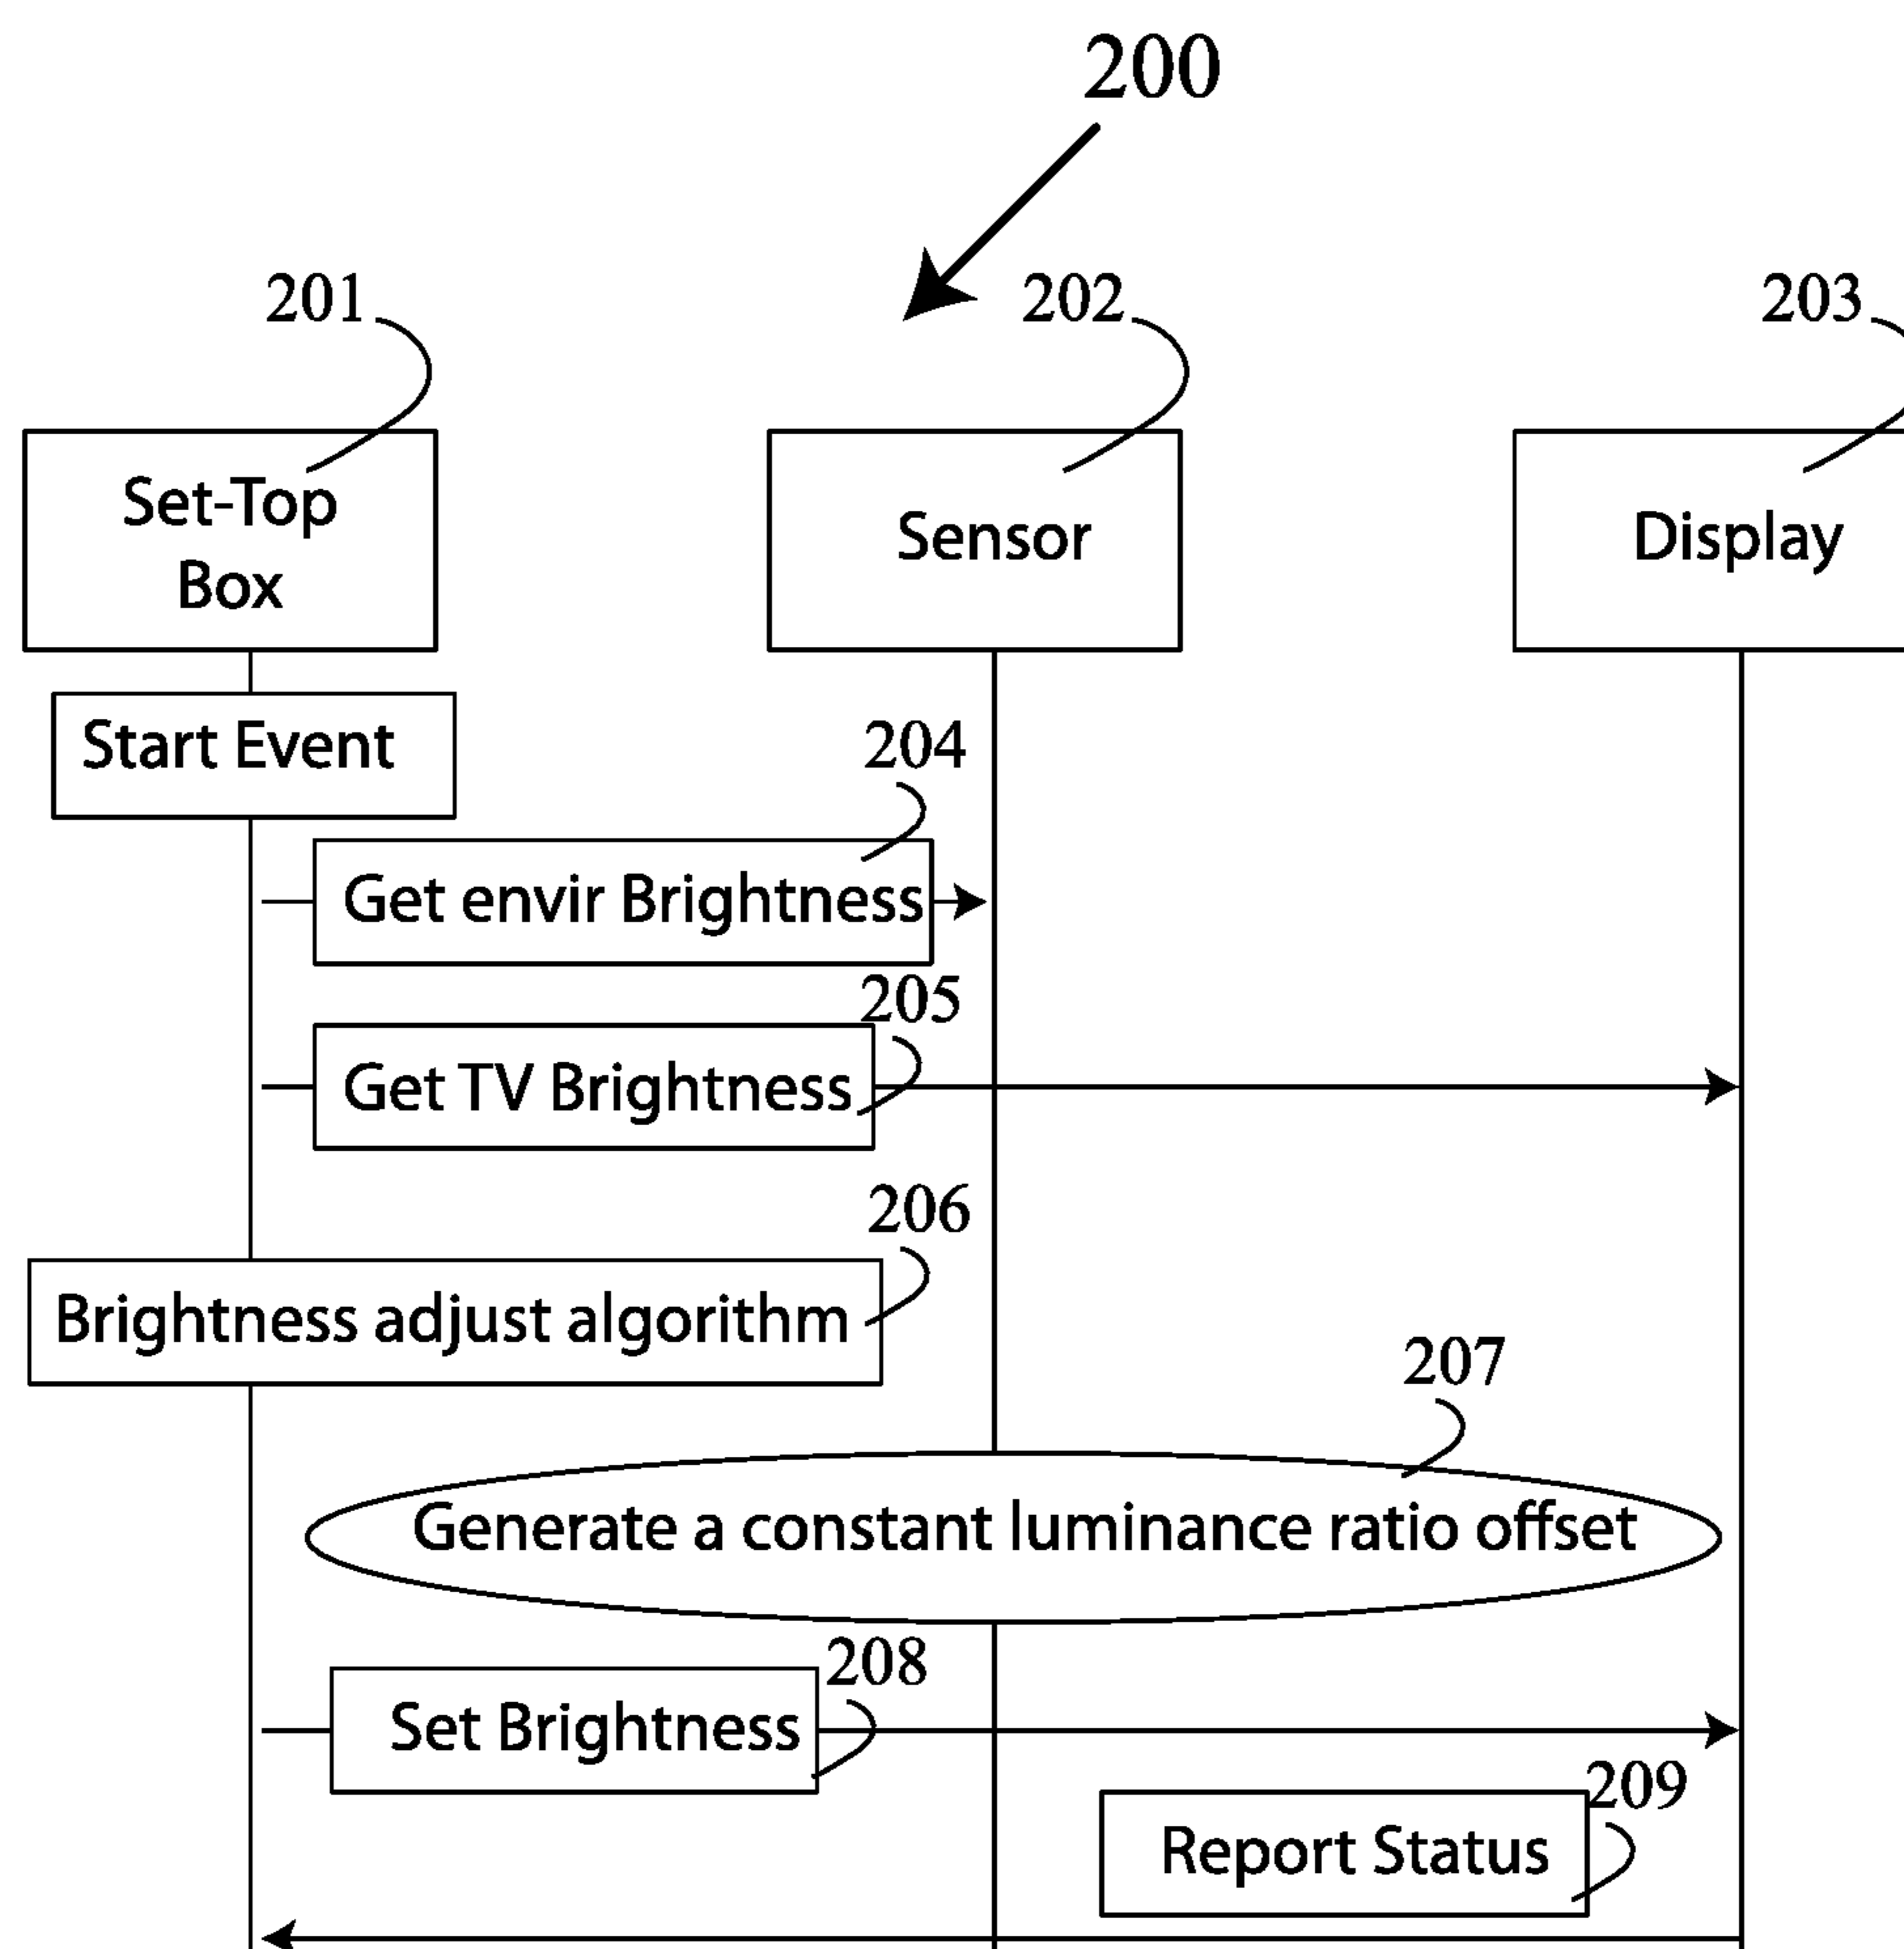 200
201
202
203
Set-Top
Box
Sensor
Display
Start Event
204
Get envir Brightness
205
Get TV Brightness
206
Brightness adjust algorithm
207
Generate a constant luminance ratio offset
208
Set Brightness
209
Report Status